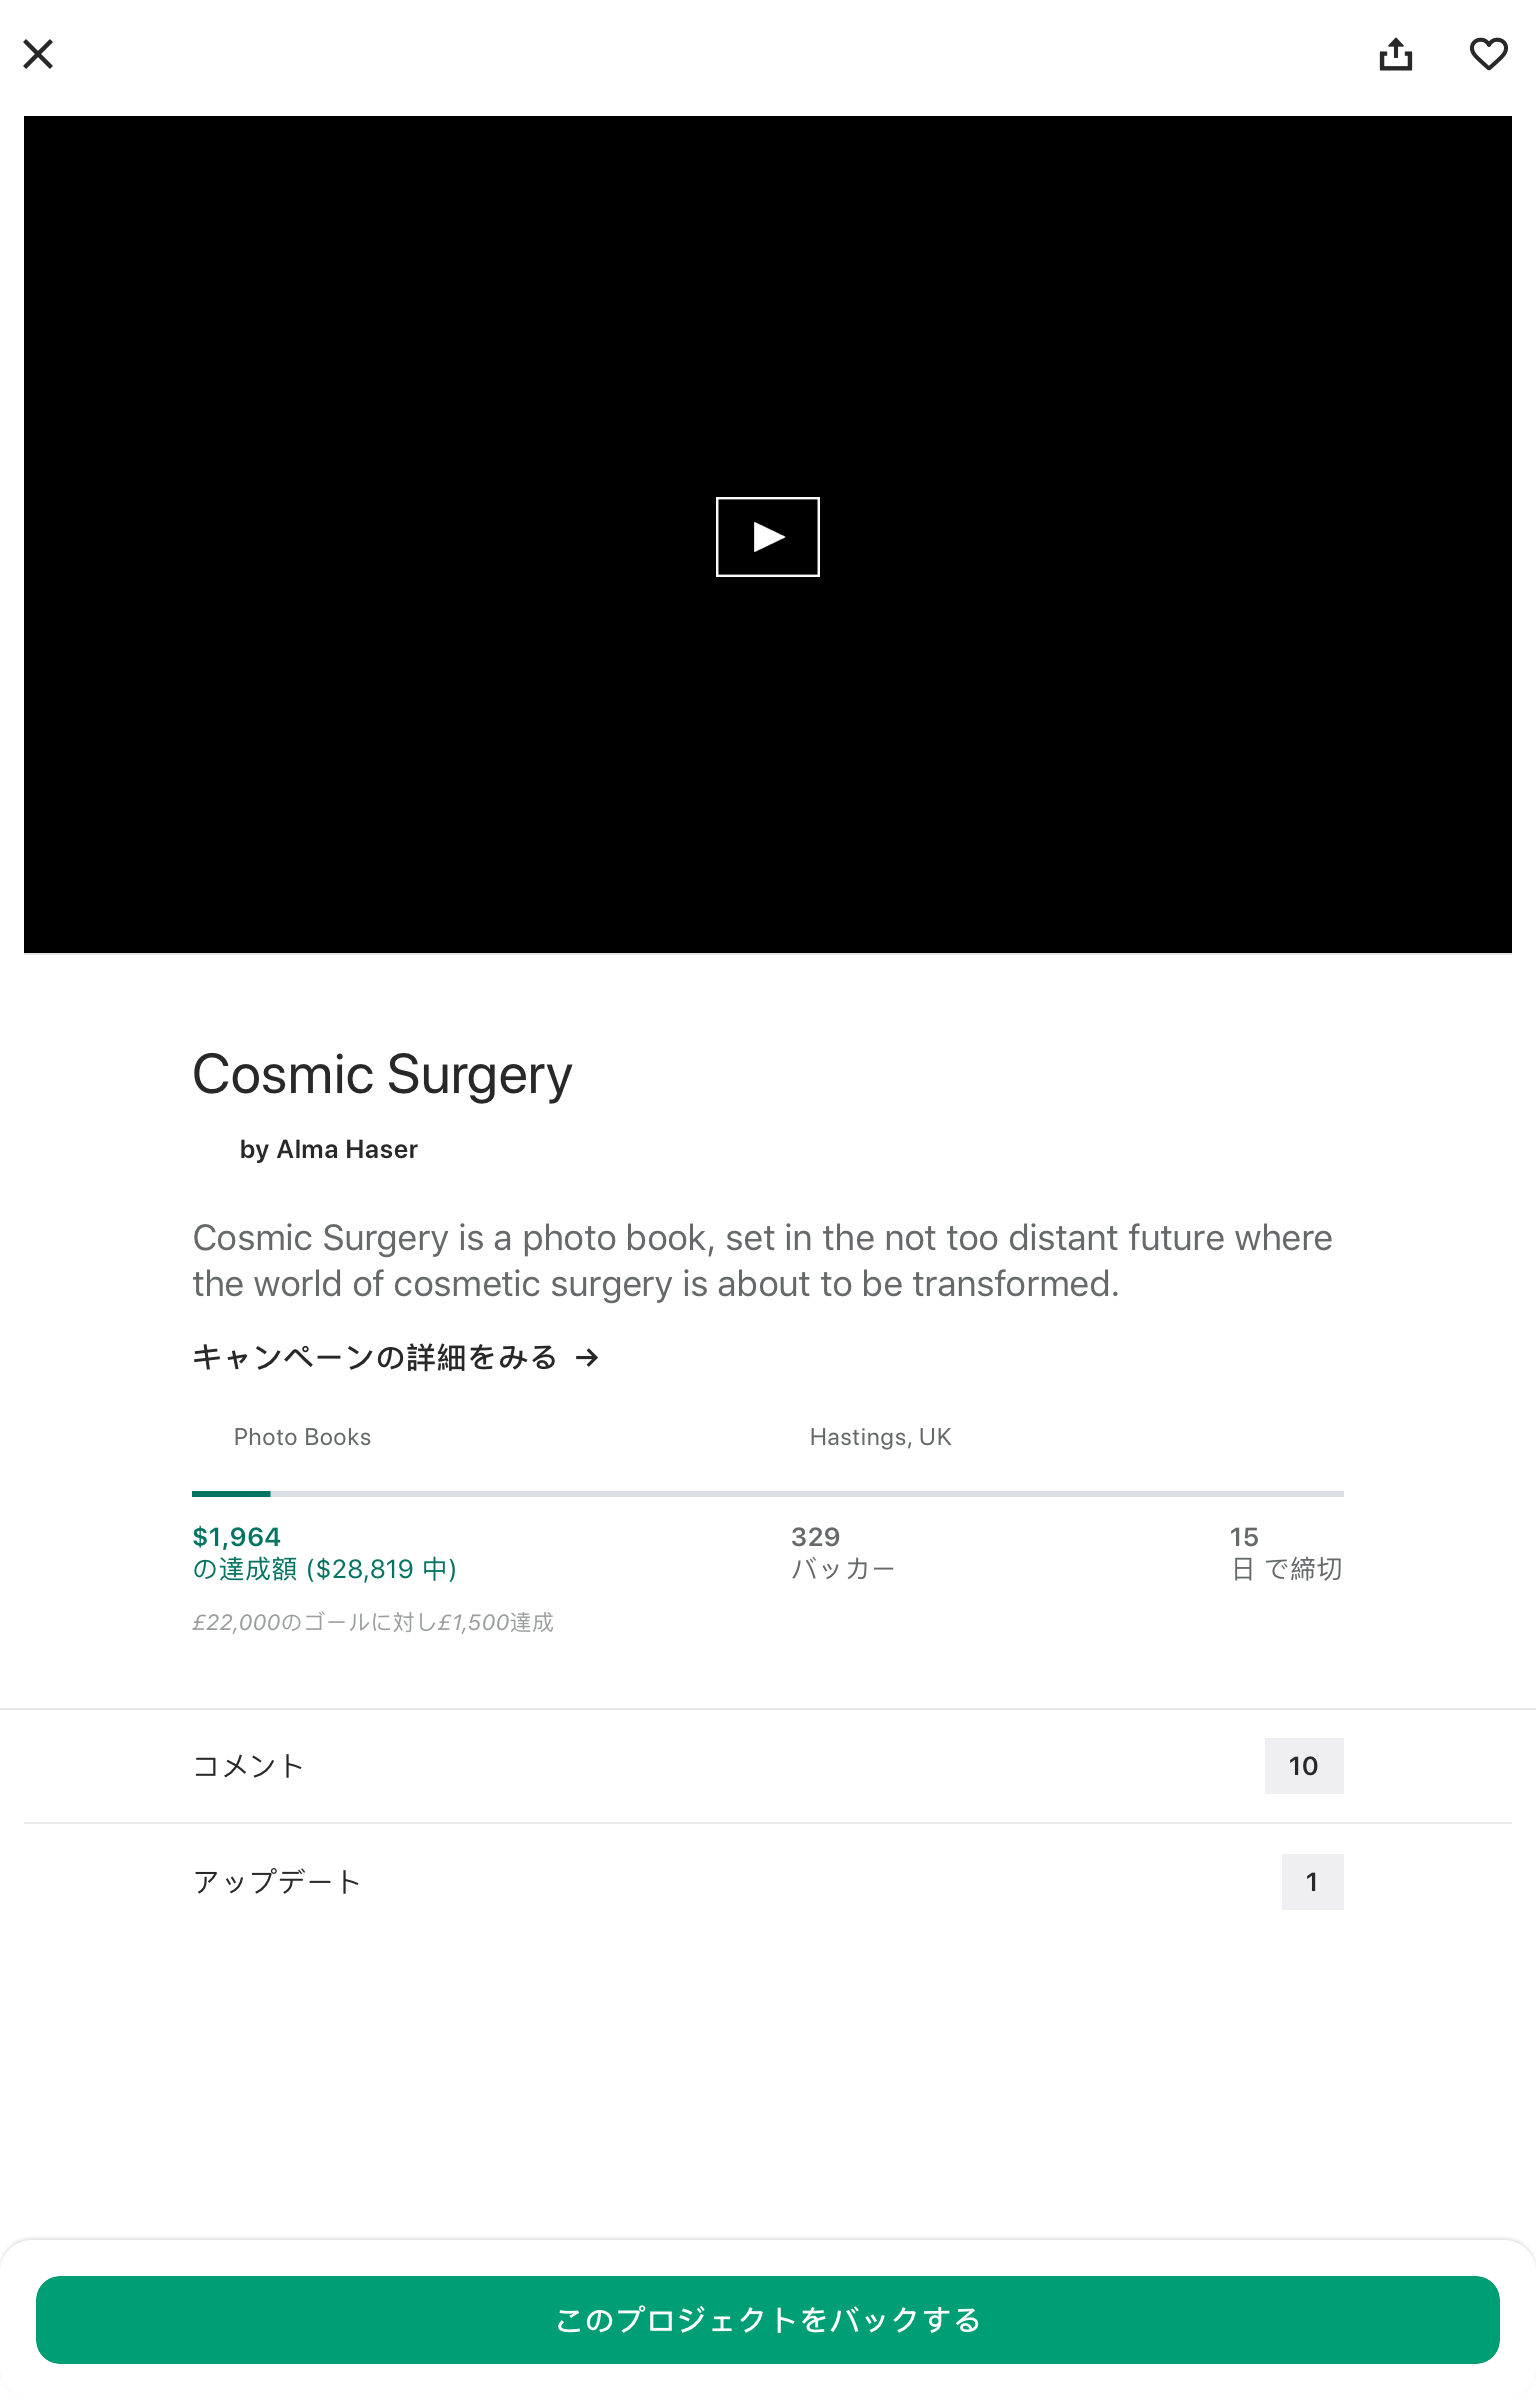 Cosmic Surgery
by Alma Haser
Cosmic Surgery is a photo book, set in the not too distant future where
the world of cosmetic surgery is about to be transformed.
キャンペーンの詳細をみる →
Photo Books
Hastings, UK
$1,964
の達成額 ($28,819 中)
329
バッカー
15
日 で締切
£22,000のゴールに対し£1,500達成
コメント
10
アップデート
1
このプロジェクトをバックする